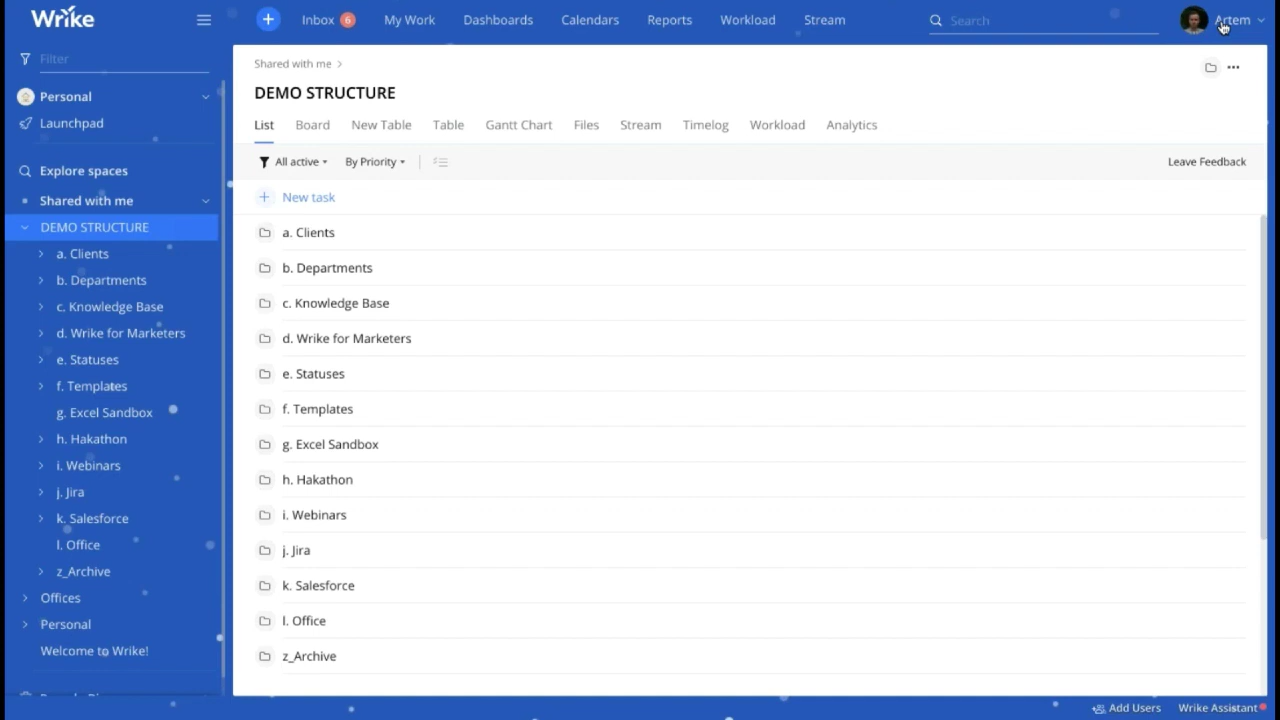 Wrike
Inbox 6 My Work Dashboards Calendars Reports Workload Stream Search Artem
Filter
Personal
Launchpad
Explore spaces
Shared with me
DEMO STRUCTURE
a. Clients
b. Departments
c. Knowledge Base
d. Wrike for Marketers
e. Statuses
f. Templates
g. Excel Sandbox
h. Hakathon
i. Webinars
j. Jira
k. Salesforce
l. Office
z_Archive
Offices
Personal
Welcome to Wrike!
Shared with me
DEMO STRUCTURE
List Board New Table Table Gantt Chart Files Stream Timelog Workload Analytics
All active By Priority Leave Feedback
New task
a. Clients
b. Departments
c. Knowledge Base
d. Wrike for Marketers
e. Statuses
f. Templates
g. Excel Sandbox
h. Hakathon
i. Webinars
j. Jira
k. Salesforce
l. Office
z_Archive
Add Users Wrike Assistant